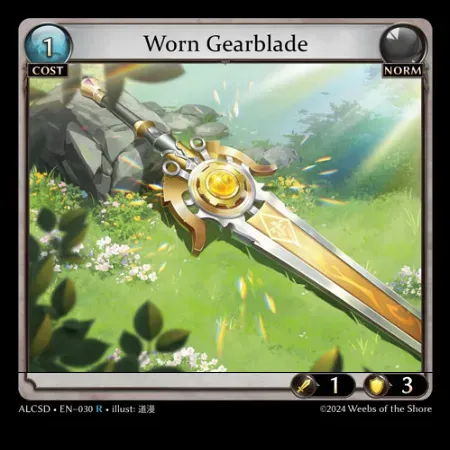 1
Worn Gearblade
COST
NORM
1
3
ALCSD • EN-030 R • illust: 道漫
©2024 Weebs of the Shore